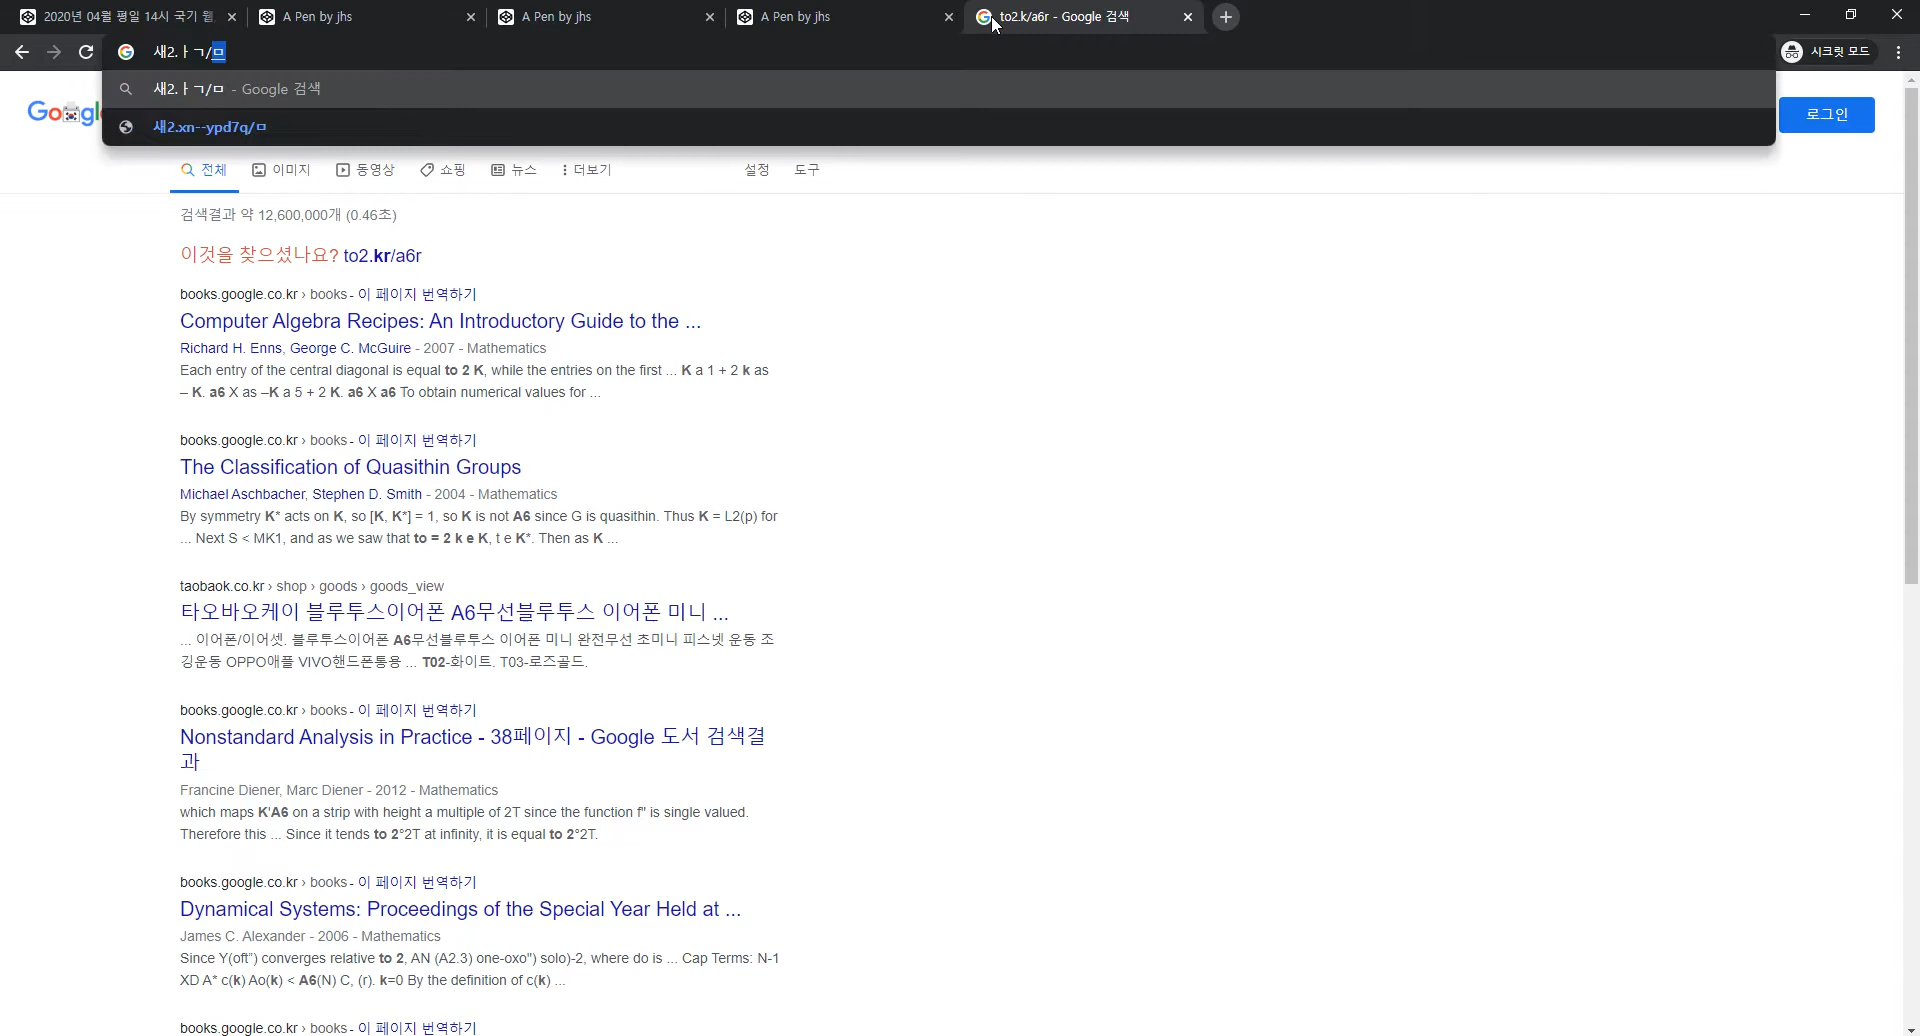 2020년 04월 평일 14시 국기 웹
A Pen by jhs
A Pen by jhs
A Pen by jhs
to2.k/a6r - Google 검색
새2.ㅏㄱ/ㅁ
시크릿 모드
새2.ㅏㄱ/ㅁ - Google 검색
새2.xn--ypd7q/ㅁ
Googl
로그인
전체
이미지
동영상
쇼핑
뉴스
더보기
설정
도구
검색결과 약 12,600,000개 (0.46초)
이것을 찾으셨나요? to2.kr/a6r
books.google.co.kr › books - 이 페이지 번역하기
Computer Algebra Recipes: An Introductory Guide to the ...
Richard H. Enns, George C. McGuire - 2007 - Mathematics
Each entry of the central diagonal is equal to 2 K, while the entries on the first ... K a 1 + 2 k as
– K. a6 X as –K a 5 + 2 K. a6 X a6 To obtain numerical values for ...
books.google.co.kr › books - 이 페이지 번역하기
The Classification of Quasithin Groups
Michael Aschbacher, Stephen D. Smith - 2004 - Mathematics
By symmetry K* acts on K, so [K, K*] = 1, so K is not A6 since G is quasithin. Thus K = L2(p) for
... Next S < MK1, and as we saw that to = 2 k e K, t e K*. Then as K ...
taobaok.co.kr › shop › goods › goods_view
타오바오케이 블루투스이어폰 A6무선블루투스 이어폰 미니 ...
... 이어폰/이어셋. 블루투스이어폰 A6무선블루투스 이어폰 미니 완전무선 초미니 피스넷 운동 조
깅운동 OPPO애플 VIVO핸드폰통용 ... T02-화이트. T03-로즈골드.
books.google.co.kr › books - 이 페이지 번역하기
Nonstandard Analysis in Practice - 38페이지 - Google 도서 검색결
과
Francine Diener, Marc Diener - 2012 - Mathematics
which maps K'A6 on a strip with height a multiple of 2T since the function f" is single valued.
Therefore this ... Since it tends to 2°2T at infinity, it is equal to 2°2T.
books.google.co.kr › books - 이 페이지 번역하기
Dynamical Systems: Proceedings of the Special Year Held at ...
James C. Alexander - 2006 - Mathematics
Since Y(oft”) converges relative to 2, AN (A2.3) one-oxo") solo)-2, where do is ... Cap Terms: N-1
XD A* c(k) Ao(k) < A6(N) C, (r). k=0 By the definition of c(k) ...
books.google.co.kr › books - 이 페이지 번역하기